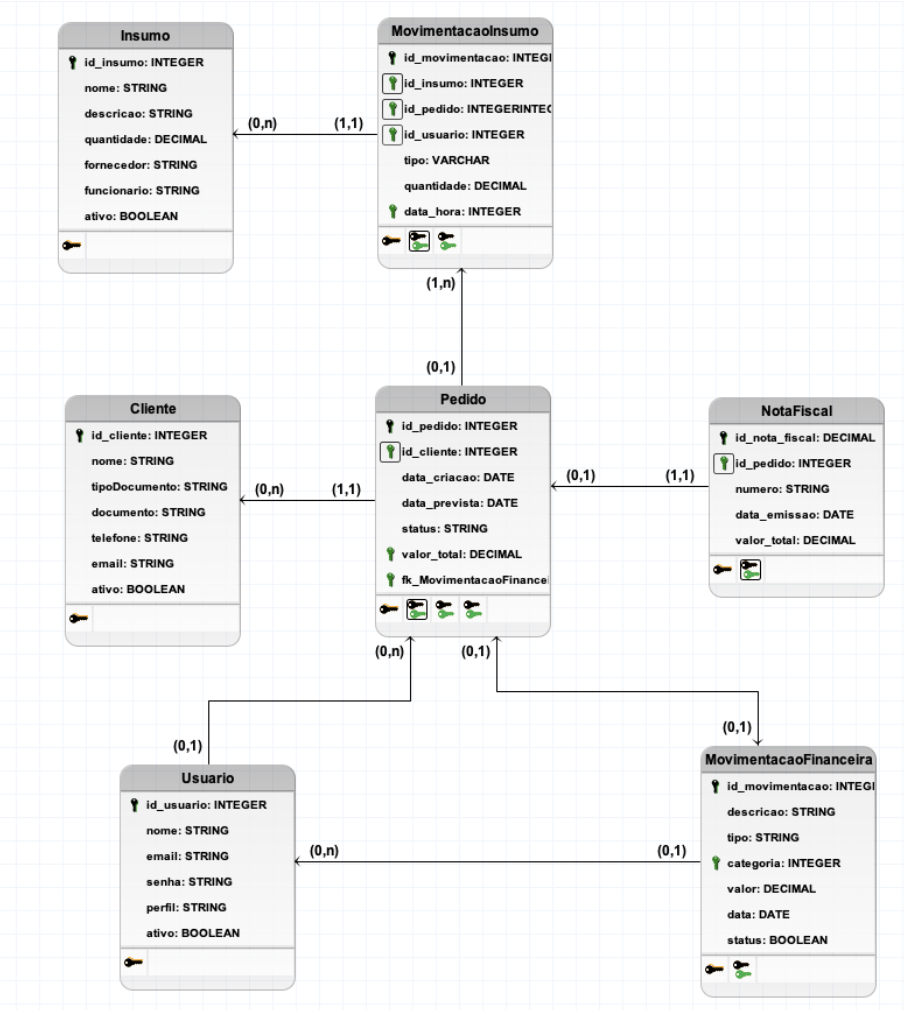 Insumo
id_insumo: INTEGER
nome: STRING
descricao: STRING
quantidade: DECIMAL
fornecedor: STRING
funcionario: STRING
ativo: BOOLEAN
(0,n)
(1,1)
MovimentacaoInsumo
id_movimentacao: INTEGI
id_insumo: INTEGER
id_pedido: INTEGERINTEC
id_usuario: INTEGER
tipo: VARCHAR
quantidade: DECIMAL
data_hora: INTEGER
(1,n)
(0,1)
Cliente
id_cliente: INTEGER
nome: STRING
tipoDocumento: STRING
documento: STRING
telefone: STRING
email: STRING
ativo: BOOLEAN
(0,n)
(1,1)
Pedido
id_pedido: INTEGER
id_cliente: INTEGER
data_criacao: DATE
data_prevista: DATE
status: STRING
valor_total: DECIMAL
fk_MovimentacaoFinancei
(0,1)
(1,1)
NotaFiscal
id_nota_fiscal: DECIMAL
id_pedido: INTEGER
numero: STRING
data_emissao: DATE
valor_total: DECIMAL
(0,n)
(0,1)
(0,1)
(0,1)
Usuario
id_usuario: INTEGER
nome: STRING
email: STRING
senha: STRING
perfil: STRING
ativo: BOOLEAN
(0,n)
(0,1)
MovimentacaoFinanceira
id_movimentacao: INTEGI
descricao: STRING
tipo: STRING
categoria: INTEGER
valor: DECIMAL
data: DATE
status: BOOLEAN